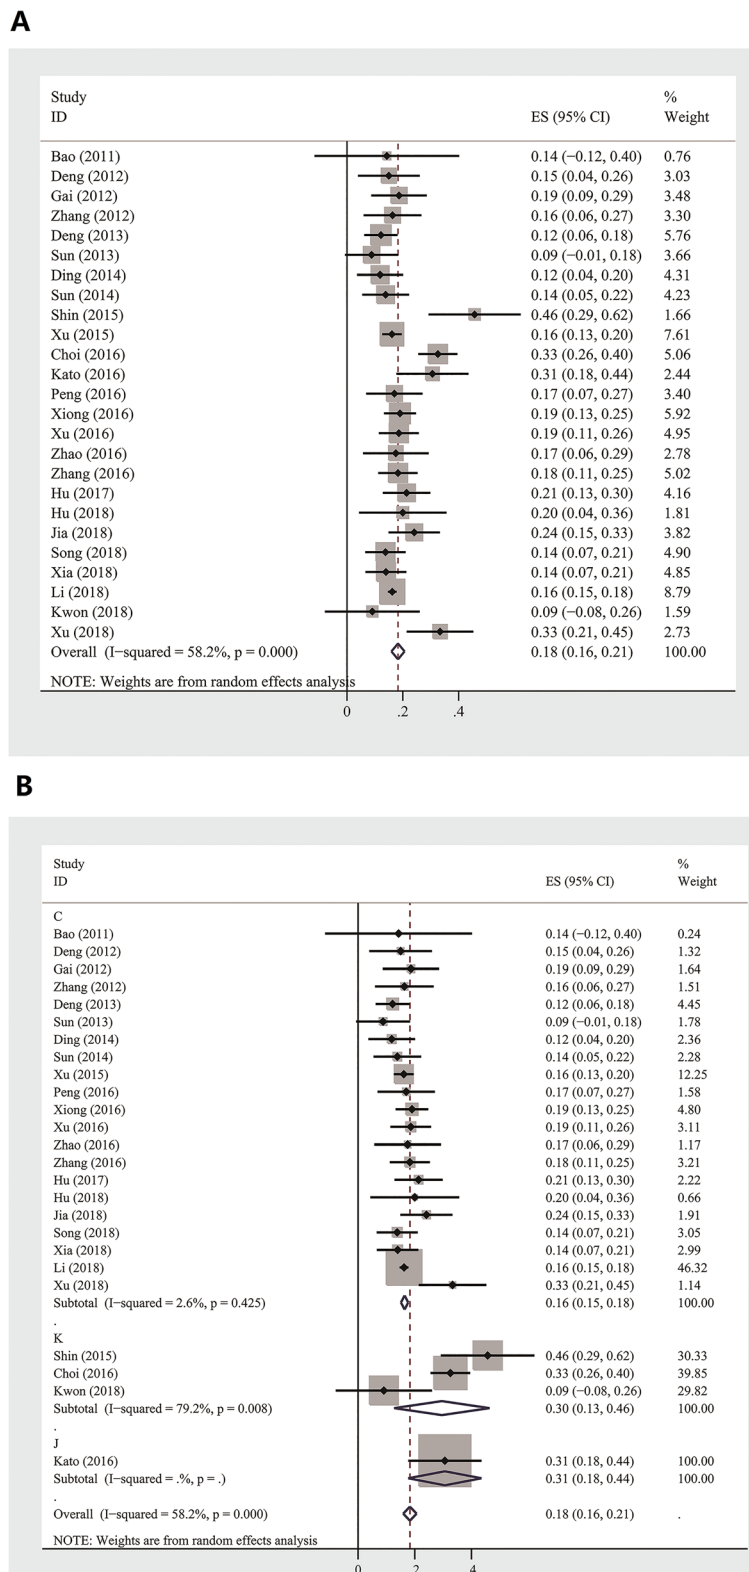 A
Study %
ID ES (95% CI) Weight
Bao (2011) 0.14 (−0.12, 0.40) 0.76
Deng (2012) 0.15 (0.04, 0.26) 3.03
Gai (2012) 0.19 (0.09, 0.29) 3.48
Zhang (2012) 0.16 (0.06, 0.27) 3.30
Deng (2013) 0.12 (0.06, 0.18) 5.76
Sun (2013) 0.09 (−0.01, 0.18) 3.66
Ding (2014) 0.12 (0.04, 0.20) 4.31
Sun (2014) 0.14 (0.05, 0.22) 4.23
Shin (2015) 0.46 (0.29, 0.62) 1.66
Xu (2015) 0.16 (0.13, 0.20) 7.61
Choi (2016) 0.33 (0.26, 0.40) 5.06
Kato (2016) 0.31 (0.18, 0.44) 2.44
Peng (2016) 0.17 (0.07, 0.27) 3.40
Xiong (2016) 0.19 (0.13, 0.25) 5.92
Xu (2016) 0.19 (0.11, 0.26) 4.95
Zhao (2016) 0.17 (0.06, 0.29) 2.78
Zhang (2016) 0.18 (0.11, 0.25) 5.02
Hu (2017) 0.21 (0.13, 0.30) 4.16
Hu (2018) 0.20 (0.04, 0.36) 1.81
Jia (2018) 0.24 (0.15, 0.33) 3.82
Song (2018) 0.14 (0.07, 0.21) 4.90
Xia (2018) 0.14 (0.07, 0.21) 4.85
Li (2018) 0.16 (0.15, 0.18) 8.79
Kwon (2018) 0.09 (−0.08, 0.26) 1.59
Xu (2018) 0.33 (0.21, 0.45) 2.73
Overall (I−squared = 58.2%, p = 0.000) 0.18 (0.16, 0.21) 100.00
NOTE: Weights are from random effects analysis
0 .2 .4
B
Study %
ID ES (95% CI) Weight
C
Bao (2011) 0.14 (−0.12, 0.40) 0.24
Deng (2012) 0.15 (0.04, 0.26) 1.32
Gai (2012) 0.19 (0.09, 0.29) 1.64
Zhang (2012) 0.16 (0.06, 0.27) 1.51
Deng (2013) 0.12 (0.06, 0.18) 4.45
Sun (2013) 0.09 (−0.01, 0.18) 1.78
Ding (2014) 0.12 (0.04, 0.20) 2.36
Sun (2014) 0.14 (0.05, 0.22) 2.28
Xu (2015) 0.16 (0.13, 0.20) 12.25
Peng (2016) 0.17 (0.07, 0.27) 1.58
Xiong (2016) 0.19 (0.13, 0.25) 4.80
Xu (2016) 0.19 (0.11, 0.26) 3.11
Zhao (2016) 0.17 (0.06, 0.29) 1.17
Zhang (2016) 0.18 (0.11, 0.25) 3.21
Hu (2017) 0.21 (0.13, 0.30) 2.22
Hu (2018) 0.20 (0.04, 0.36) 0.66
Jia (2018) 0.24 (0.15, 0.33) 1.91
Song (2018) 0.14 (0.07, 0.21) 3.05
Xia (2018) 0.14 (0.07, 0.21) 2.99
Li (2018) 0.16 (0.15, 0.18) 46.32
Xu (2018) 0.33 (0.21, 0.45) 1.14
Subtotal (I−squared = 2.6%, p = 0.425) 0.16 (0.15, 0.18) 100.00
.
K
Shin (2015) 0.46 (0.29, 0.62) 30.33
Choi (2016) 0.33 (0.26, 0.40) 39.85
Kwon (2018) 0.09 (−0.08, 0.26) 29.82
Subtotal (I−squared = 79.2%, p = 0.008) 0.30 (0.13, 0.46) 100.00
.
J
Kato (2016) 0.31 (0.18, 0.44) 100.00
Subtotal (I−squared = .%, p = .) 0.31 (0.18, 0.44) 100.00
.
Overall (I−squared = 58.2%, p = 0.000) 0.18 (0.16, 0.21) .
NOTE: Weights are from random effects analysis
0 .2 .4